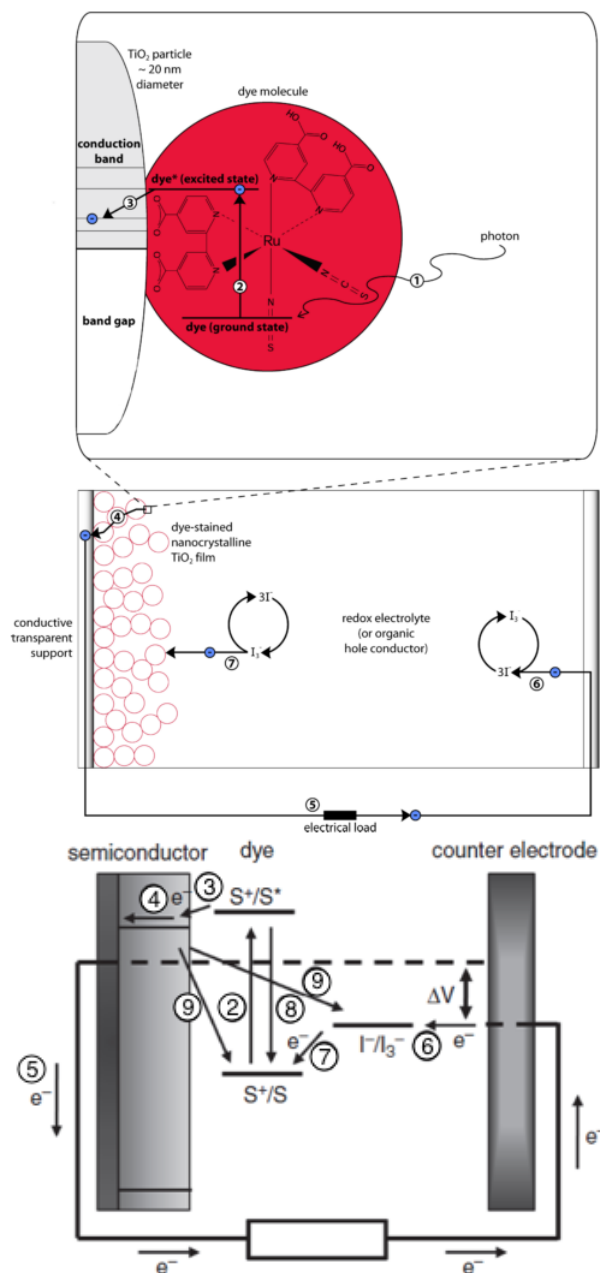 TiO₂ particle
~ 20 nm
diameter
dye molecule
HO
O
HO
O
conduction
band
dye* (excited state)
③
N
N
O
O
O
O
N
N
Ru
②
N
C
S
①
photon
N
C
S
dye (ground state)
band gap
④
dye-stained
nanocrystalline
TiO₂ film
conductive
transparent
support
3I⁻
I₃⁻
⑦
redox electrolyte
(or organic
hole conductor)
I₃⁻
3I⁻
⑥
⑤
electrical load
semiconductor
dye
counter electrode
④ e⁻ ③ S⁺/S*
⑨ ② ⑧ ⑨
ΔV
e⁻ ⑦
I⁻/I₃⁻ ⑥ e⁻
S⁺/S
⑤
e⁻
e⁻
e⁻
e⁻